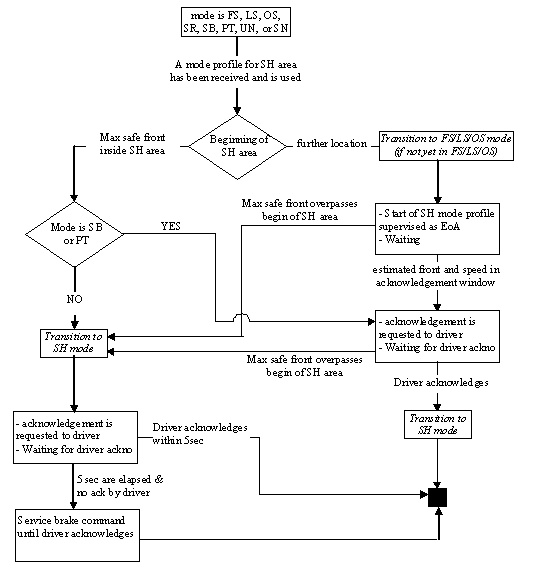 mode is FS, LS, OS,
SR, SB, PT, UN, or SN
A mode profile for SH area
has been received and is used
Max safe front
inside SH area
Beginning of
SH area
further location
Transition to FS/LS/OS mode
(if not yet in FS/LS/OS)
Max safe front overpasses
begin of SH area
- Start of SH mode profile
supervised as EoA
- Waiting
Mode is SB
or PT
YES
estimated front and speed in
acknowledgement window
NO
- acknowledgement is
requested to driver
- Waiting for driver ackno
Transition to
SH mode
Max safe front overpasses
begin of SH area
Driver acknowledges
Transition to
SH mode
- acknowledgement is
requested to driver
- Waiting for driver ackno
Driver acknowledges
within 5sec
5 sec are elapsed &
no ack by driver
Service brake command
until driver acknowledges